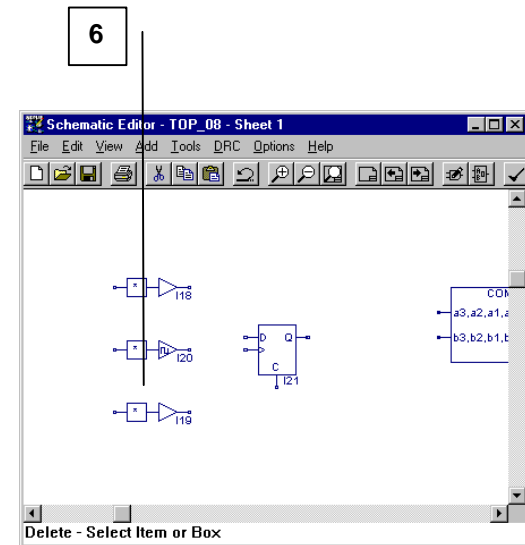 6
Schematic Editor - TOP_08 - Sheet 1
File Edit View Add Tools DRC Options Help
I18
COM
a3,a2,a1,a
D Q
b3,b2,b1,b
I20
C
I21
I19
Delete - Select Item or Box